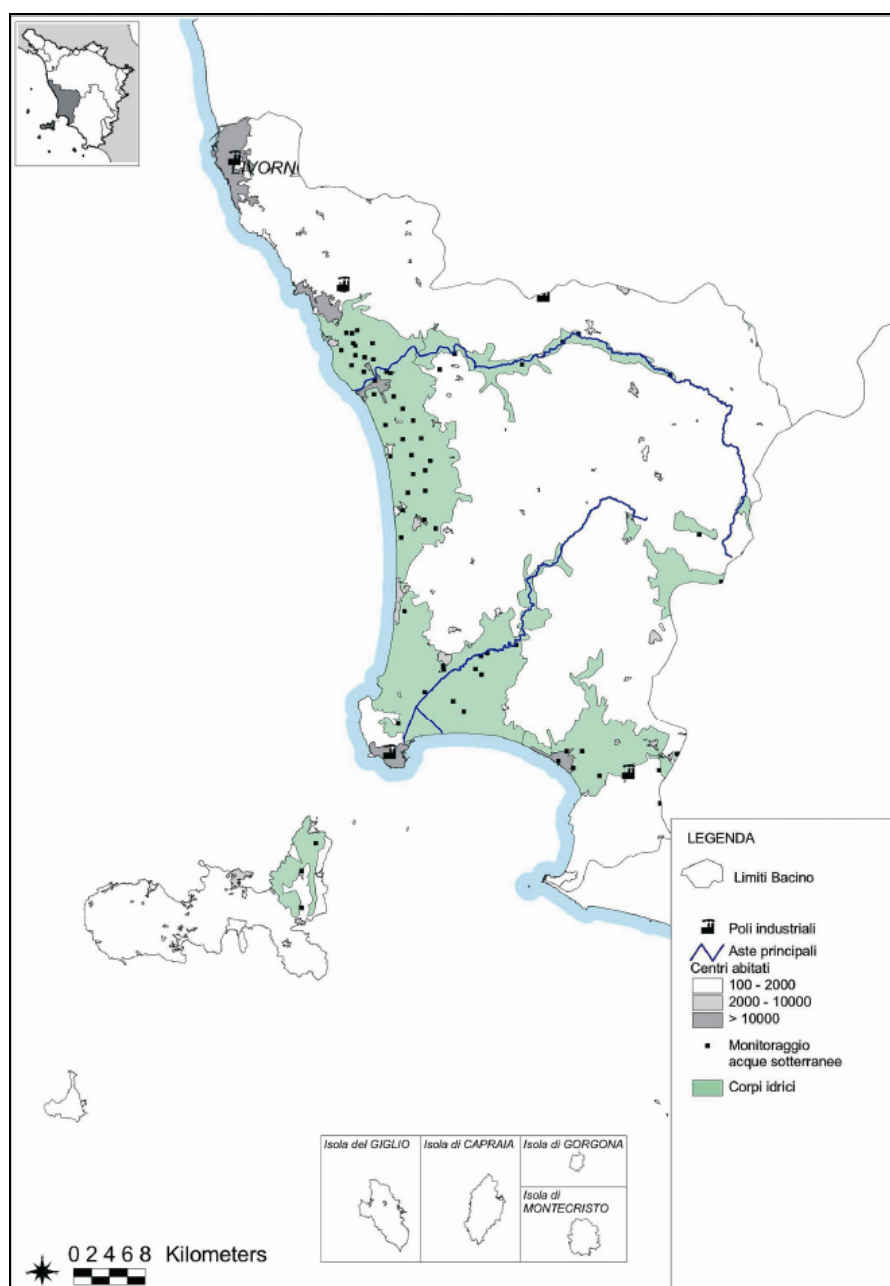 LIVORN
LEGENDA
Limiti Bacino
Poli industriali
Aste principali
Centri abitati
100 - 2000
2000 - 10000
> 10000
Monitoraggio
acque sotterranee
Corpi idrici
Isola del GIGLIO
Isola di CAPRAIA
Isola di GORGONA
Isola di
MONTECRISTO
0 2 4 6 8 Kilometers